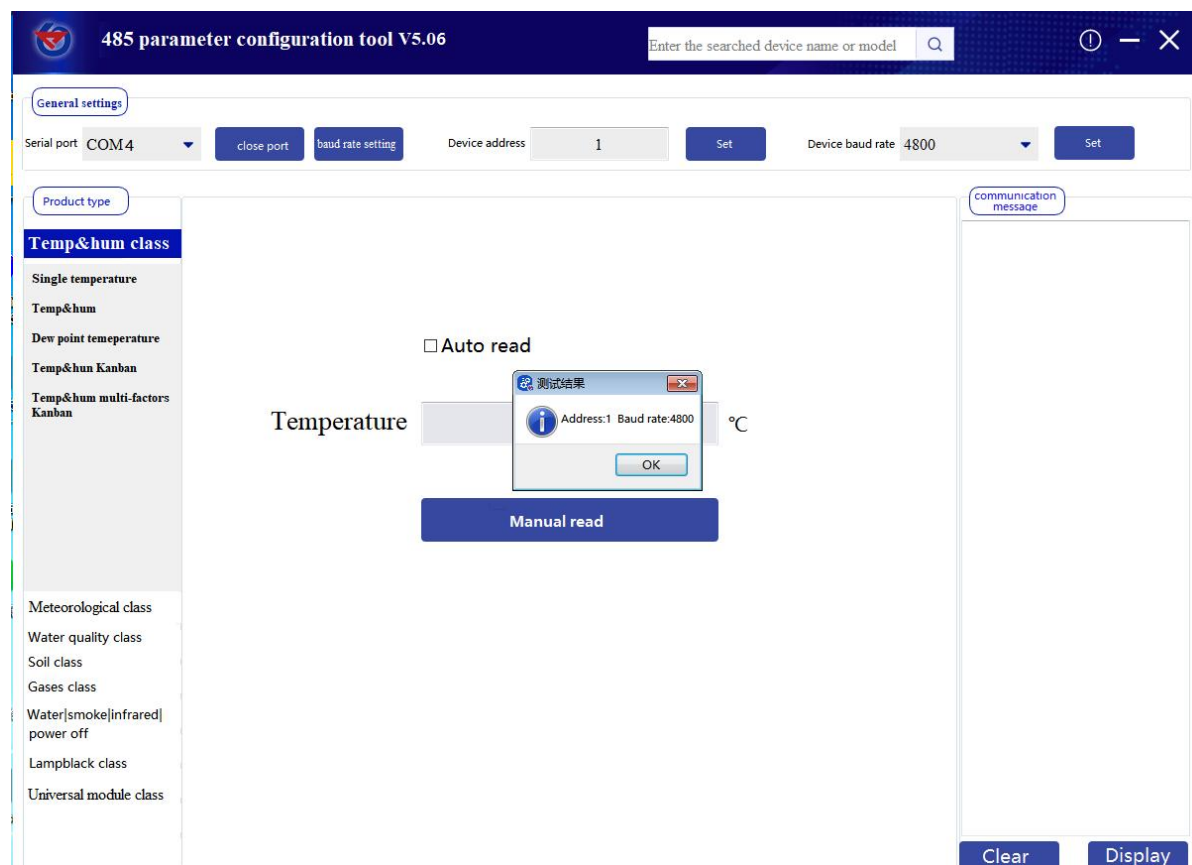 485 parameter configuration tool V5.06
Enter the searched device name or model
General settings
Serial port COM4 close port baud rate setting Device address 1 Set Device baud rate 4800 Set
Product type
communication
message
Temp&hum class
Single temperature
Temp&hum
Dew point temeperature
Temp&hun Kanban
Temp&hum multi-factors
Kanban
Auto read
测试结果
Address:1 Baud rate:4800
OK
Temperature
℃
Manual read
Meteorological class
Water quality class
Soil class
Gases class
Water|smoke|infrared|
power off
Lampblack class
Universal module class
Clear
Display